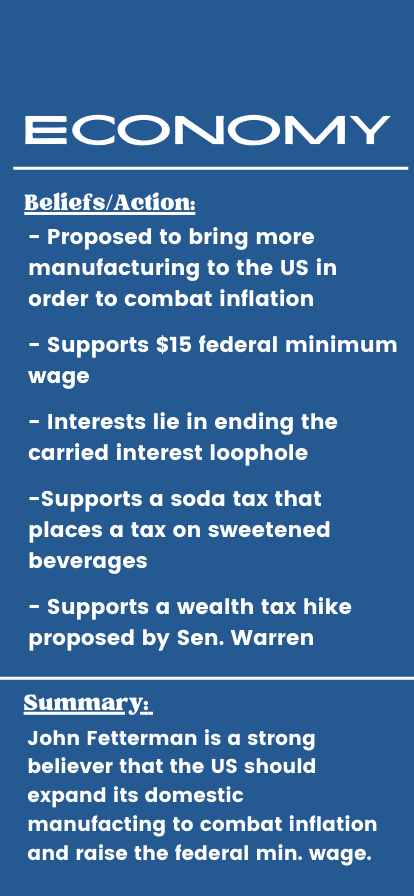 ECONOMY
Beliefs/Action:
- Proposed to bring more
manufacturing to the US in
order to combat inflation
- Supports $15 federal minimum
wage
- Interests lie in ending the
carried interest loophole
-Supports a soda tax that
places a tax on sweetened
beverages
- Supports a wealth tax hike
proposed by Sen. Warren
Summary:
John Fetterman is a strong
believer that the US should
expand its domestic
manufacting to combat inflation
and raise the federal min. wage.